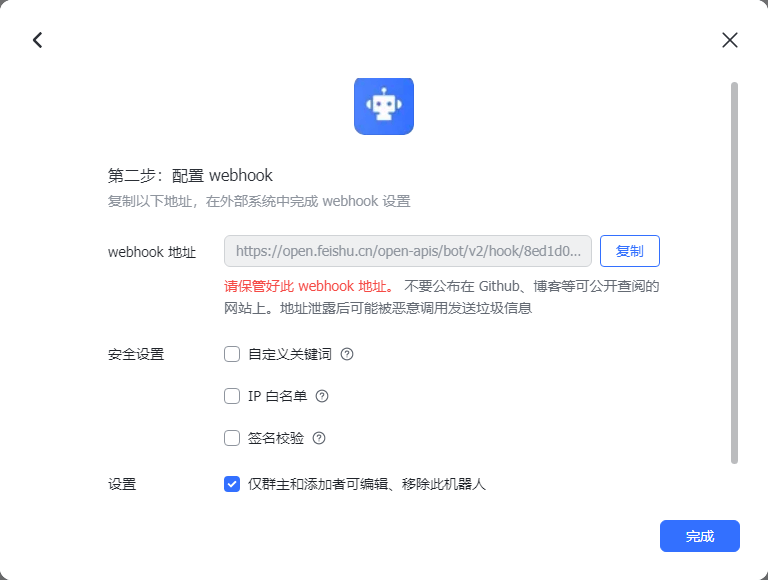 第二步：配置 webhook
复制以下地址，在外部系统中完成 webhook 设置
webhook 地址
https://open.feishu.cn/open-apis/bot/v2/hook/8ed1d0...
复制
请保管好此 webhook 地址。 不要公布在 Github、博客等可公开查阅的
网站上。地址泄露后可能被恶意调用发送垃圾信息
安全设置
自定义关键词
IP 白名单
签名校验
设置
仅群主和添加者可编辑、移除此机器人
完成